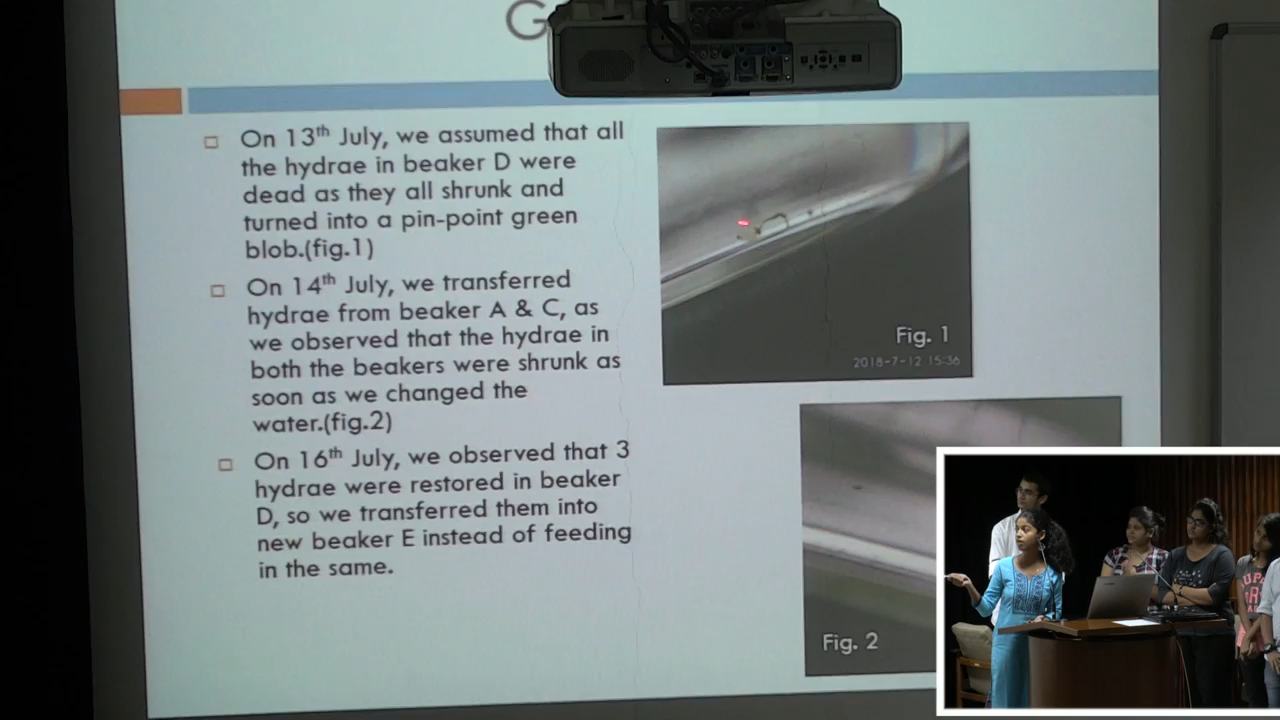 G
On 13th July, we assumed that all
the hydrae in beaker D were
dead as they all shrunk and
turned into a pin-point green
blob.(fig.1)
On 14th July, we transferred
hydrae from beaker A & C, as
we observed that the hydrae in
both the beakers were shrunk as
soon as we changed the
water.(fig.2)
On 16th July, we observed that 3
hydrae were restored in beaker
D, so we transferred them into
new beaker E instead of feeding
in the same.
Fig. 1
2018-7-12 15:36
Fig. 2